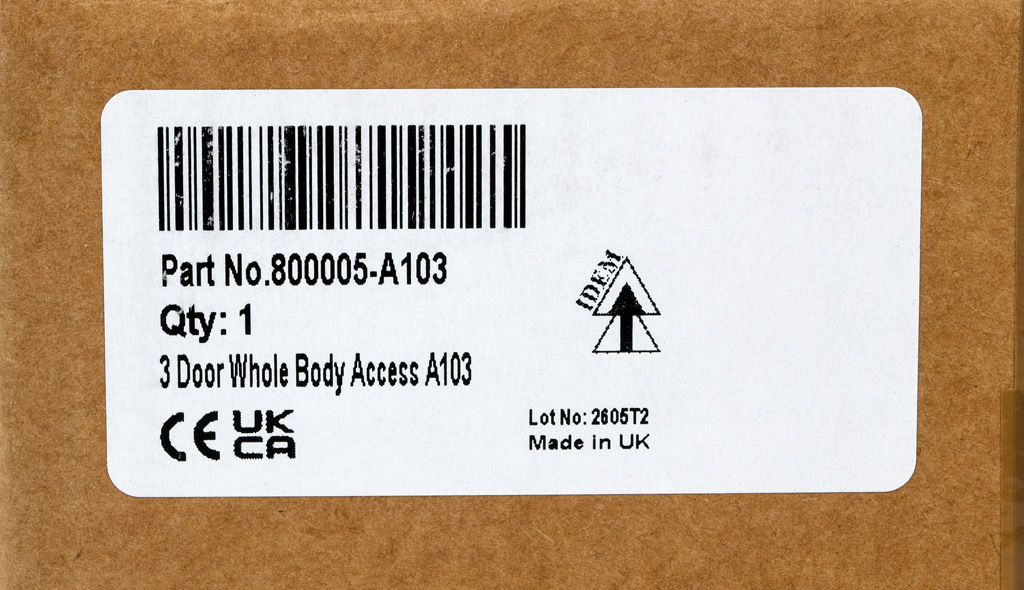 Part No.800005-A103
Qty: 1
3 Door Whole Body Access A103
CE UK
CA
IDEM
Lot No: 2605T2
Made in UK